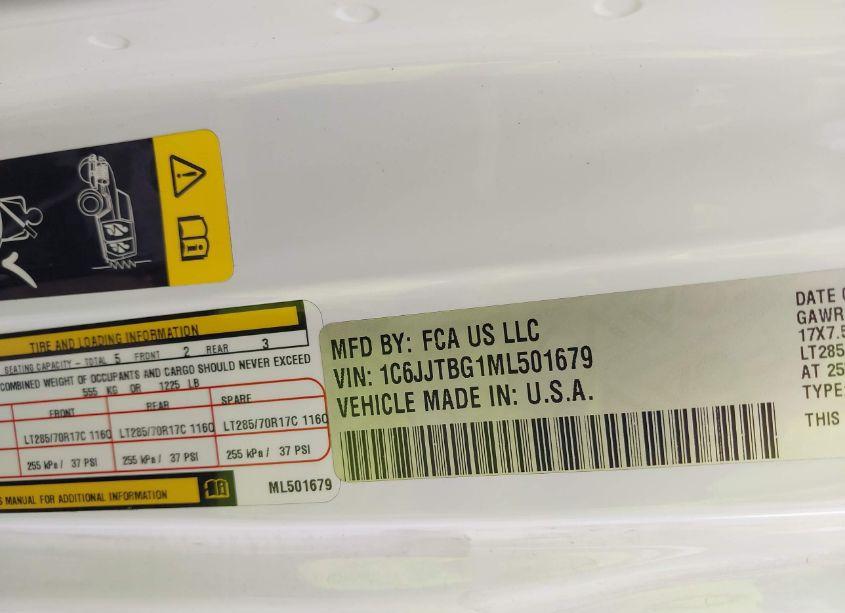 TIRE AND LOADING INFORMATION
SEATING CAPACITY - TOTAL 5 FRONT 2 REAR 3
COMBINED WEIGHT OF OCCUPANTS AND CARGO SHOULD NEVER EXCEED
555 KG OR 1225 LB
FRONT REAR SPARE
LT285/70R17C 116Q LT285/70R17C 116Q LT285/70R17C 116Q
255 kPa / 37 PSI 255 kPa / 37 PSI 255 kPa / 37 PSI
S MANUAL FOR ADDITIONAL INFORMATION
ML501679
MFD BY: FCA US LLC
VIN: 1C6JJTBG1ML501679
VEHICLE MADE IN: U.S.A.
DATE O
GAWR
17X7.5
LT285
AT 25
TYPE:
THIS